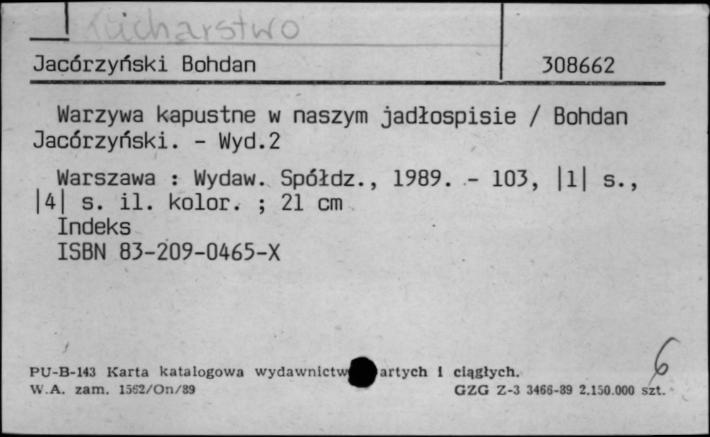 Kucharstwo
Jacórzyński Bohdan 308662
Warzywa kapustne w naszym jadłospisie / Bohdan
Jacórzyński. - Wyd.2
Warszawa : Wydaw. Spółdz., 1989. - 103, |1| s.,
|4| s. il. kolor. ; 21 cm
Indeks
ISBN 83-209-0465-X
6
PU-B-143 Karta katalogowa wydawnictw artych i ciągłych.
W.A. zam. 1562/On/89 GZG Z-3 3466-89 2.150.000 szt.